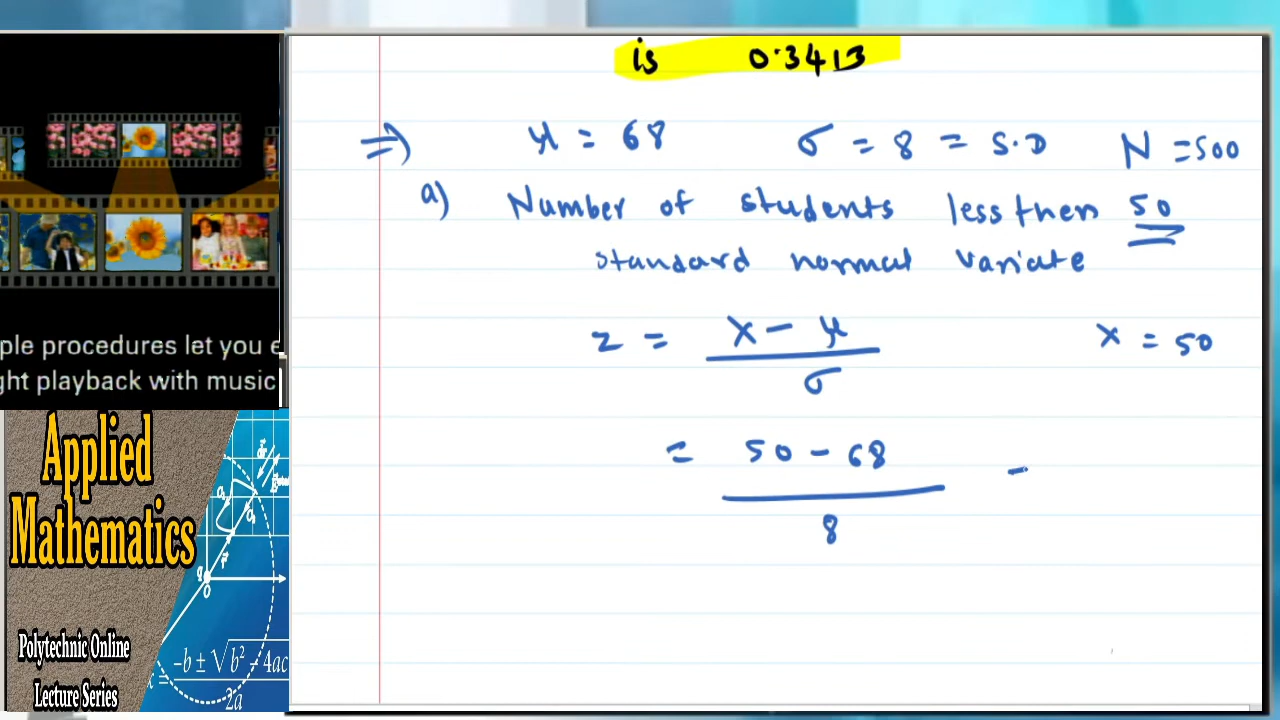 is 0.3413
=) μ = 68 σ = 8 = S.D N = 500
a) Number of students less then 50
standard normal variate
z = x - μ / σ x = 50
= 50 - 68 / 8 -
ple procedures let you e
ght playback with music
Applied
Mathematics
Polytechnic Online
Lecture Series
-b ± √b² - 4ac
2a